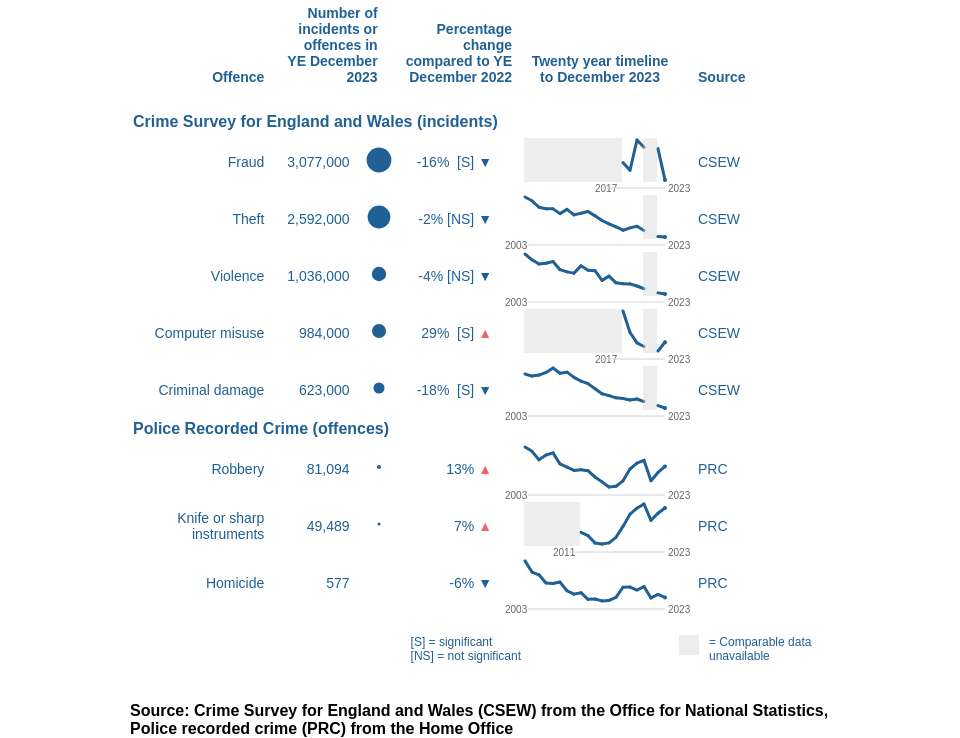 Offence
Number of
incidents or
offences in
YE December
2023
Percentage
change
compared to YE
December 2022
Twenty year timeline
to December 2023
Source
Crime Survey for England and Wales (incidents)
Fraud 3,077,000 -16% [S] ▼ CSEW
2017 2023
Theft 2,592,000 -2% [NS] ▼ CSEW
2003 2023
Violence 1,036,000 -4% [NS] ▼ CSEW
2003 2023
Computer misuse 984,000 29% [S] ▲ CSEW
2017 2023
Criminal damage 623,000 -18% [S] ▼ CSEW
2003 2023
Police Recorded Crime (offences)
Robbery 81,094 13% ▲ PRC
2003 2023
Knife or sharp
instruments 49,489 7% ▲ PRC
2011 2023
Homicide 577 -6% ▼ PRC
2003 2023
[S] = significant
[NS] = not significant
= Comparable data
unavailable
Source: Crime Survey for England and Wales (CSEW) from the Office for National Statistics,
Police recorded crime (PRC) from the Home Office